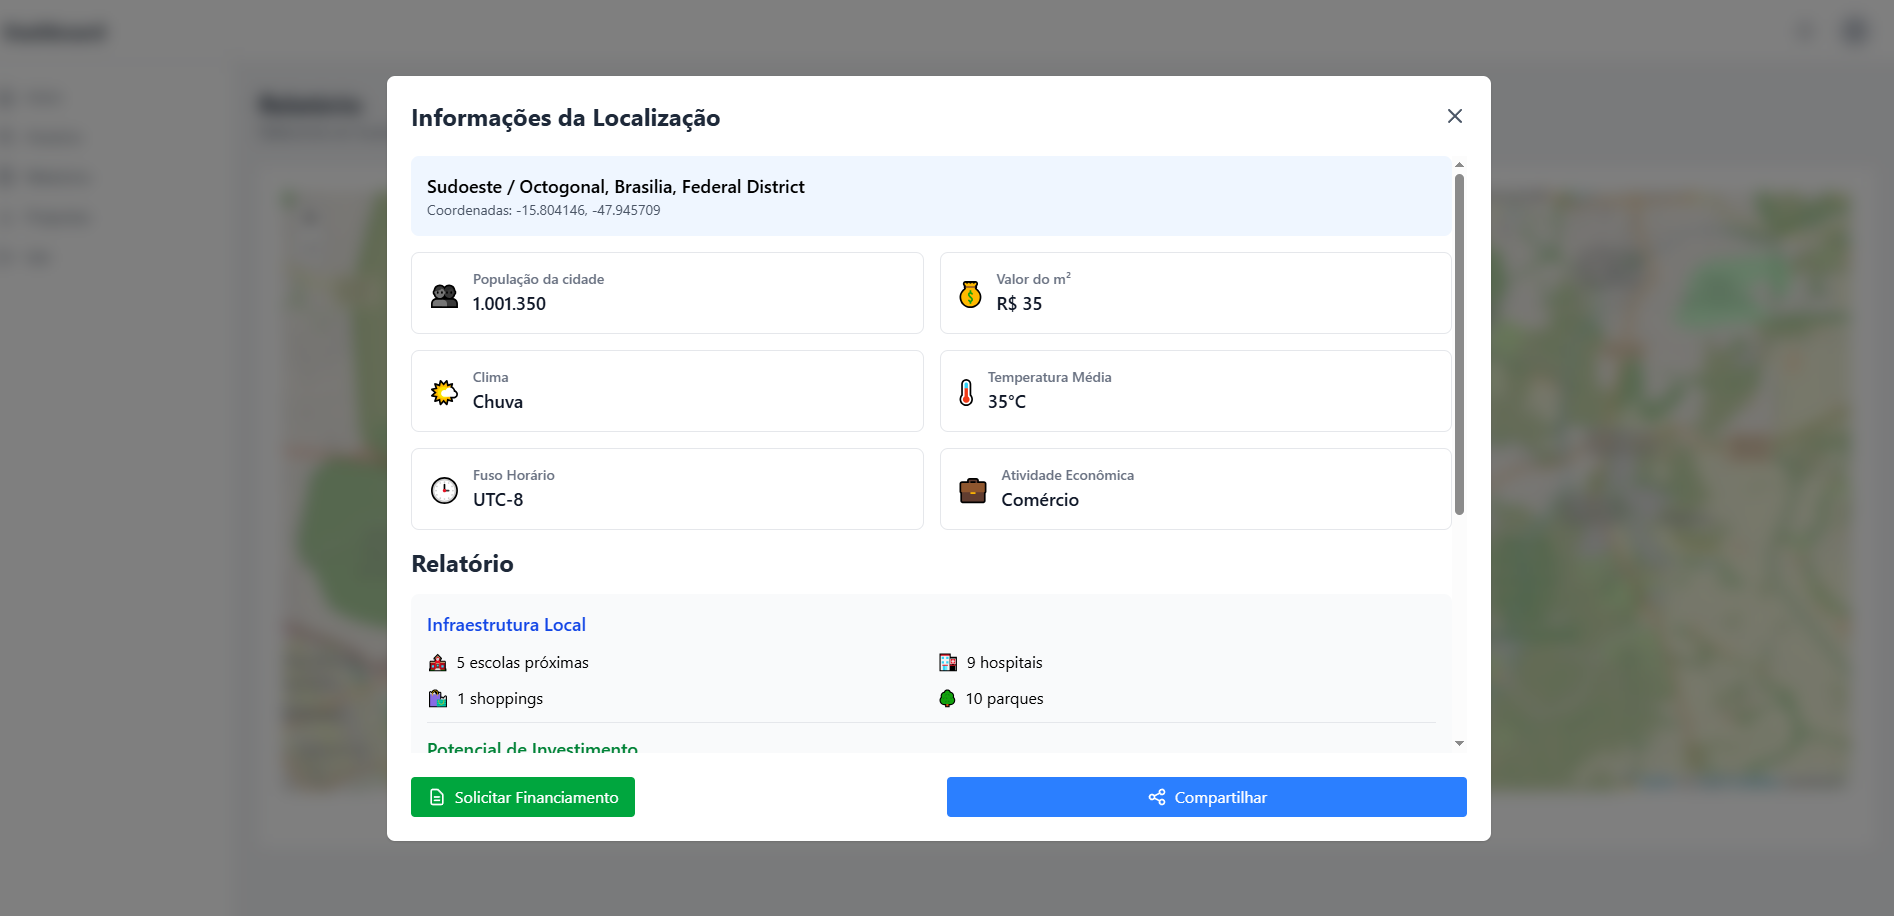 Informações da Localização
Sudoeste / Octogonal, Brasilia, Federal District
Coordenadas: -15.804146, -47.945709
População da cidade
1.001.350
Valor do m²
R$ 35
Clima
Chuva
Temperatura Média
35°C
Fuso Horário
UTC-8
Atividade Econômica
Comércio
Relatório
Infraestrutura Local
5 escolas próximas
9 hospitais
1 shoppings
10 parques
Potencial de Investimento
Solicitar Financiamento
Compartilhar